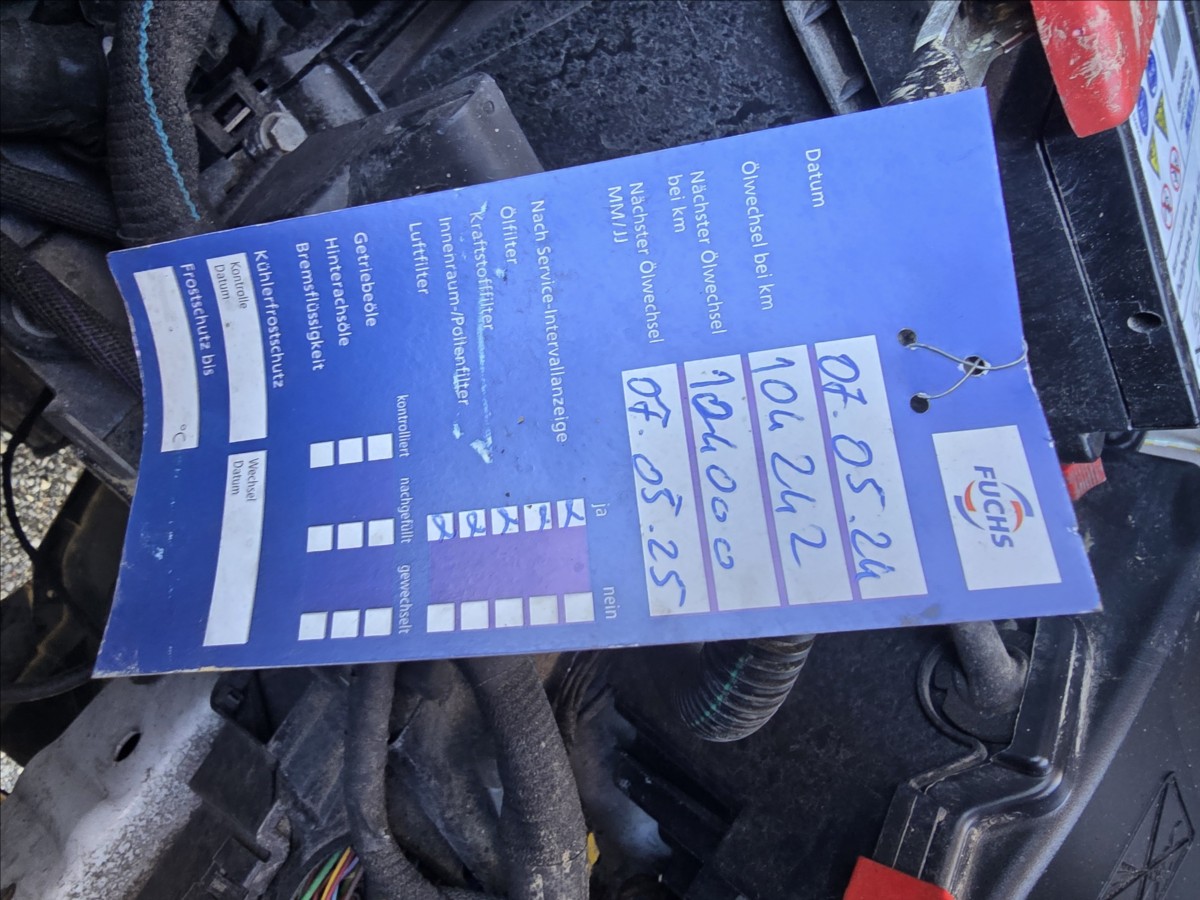 FUCHS
Datum 07.05.24
Ölwechsel bei km 104242
Nächster Ölwechsel
bei km
Nächster Ölwechsel 07.05.25
MM/JJ
ja nein
Nach Service-Intervallanzeige
Ölfilter
Kraftstofffilter
Innenraum-/Pollenfilter
Luftfilter
kontrolliert nachgefüllt gewechselt
Getriebeöle
Hinterachsöle
Bremsflüssigkeit
Kühlerfrostschutz
Kontrolle Wechsel
Datum Datum
Frostschutz bis
°C